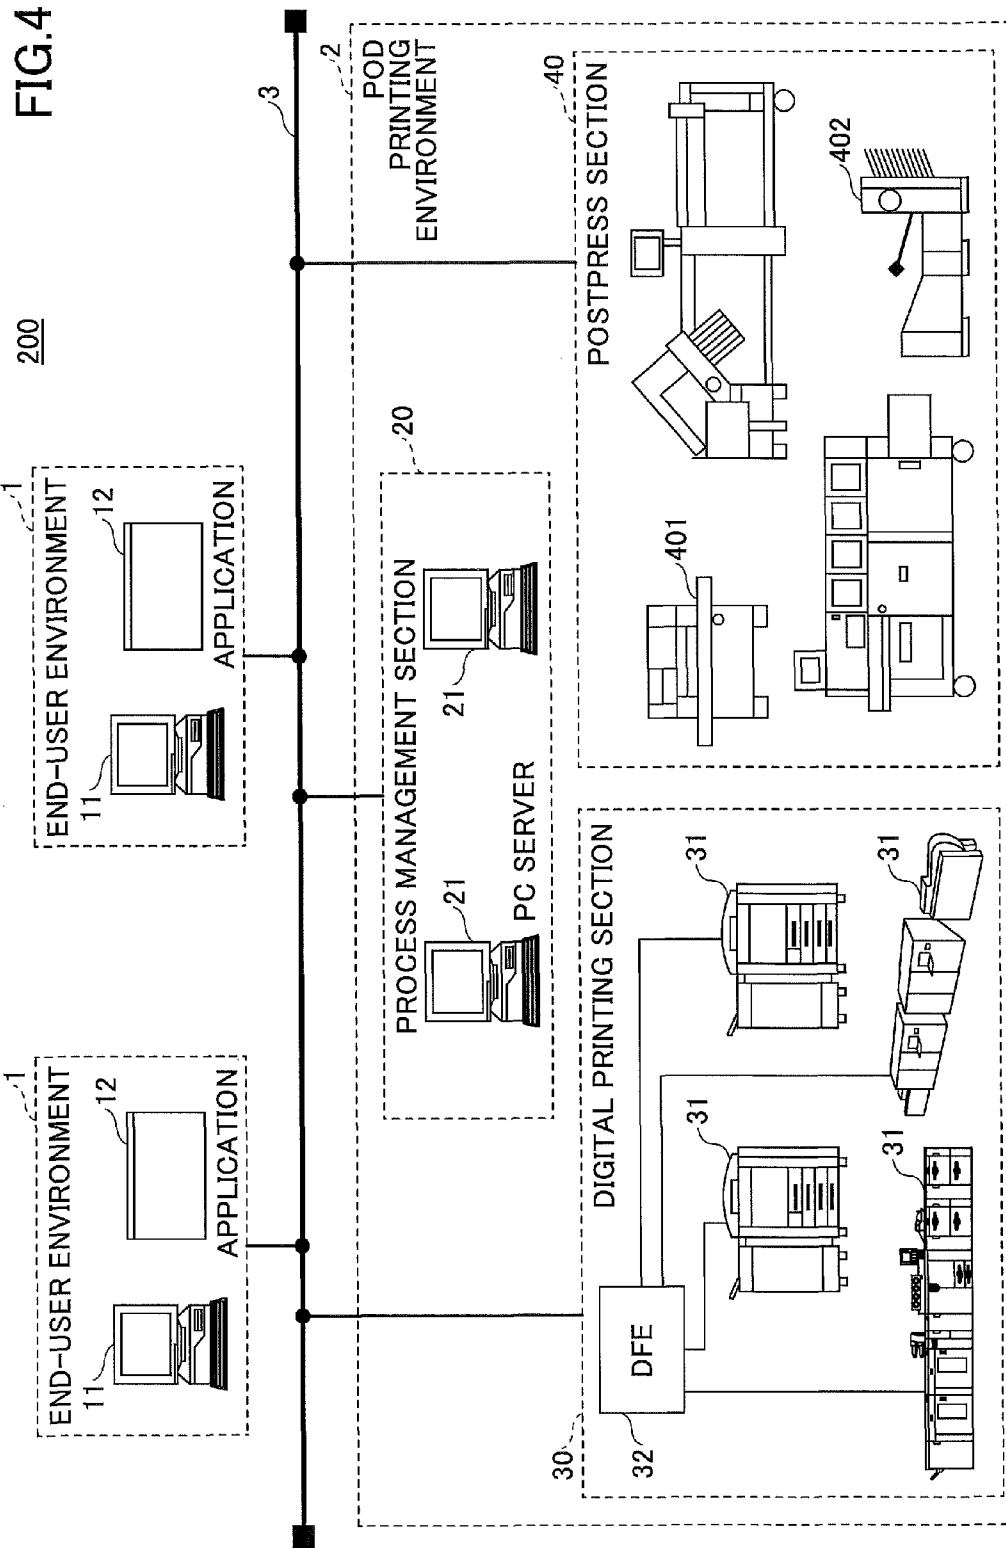 FIG.4
200
1
END-USER ENVIRONMENT
11
12
APPLICATION
1
END-USER ENVIRONMENT
11
12
APPLICATION
3
2
POD
PRINTING
ENVIRONMENT
20
PROCESS MANAGEMENT SECTION
21
21
PC SERVER
30
DIGITAL PRINTING SECTION
32
DFE
31
31
31
31
40
POSTPRESS SECTION
401
402